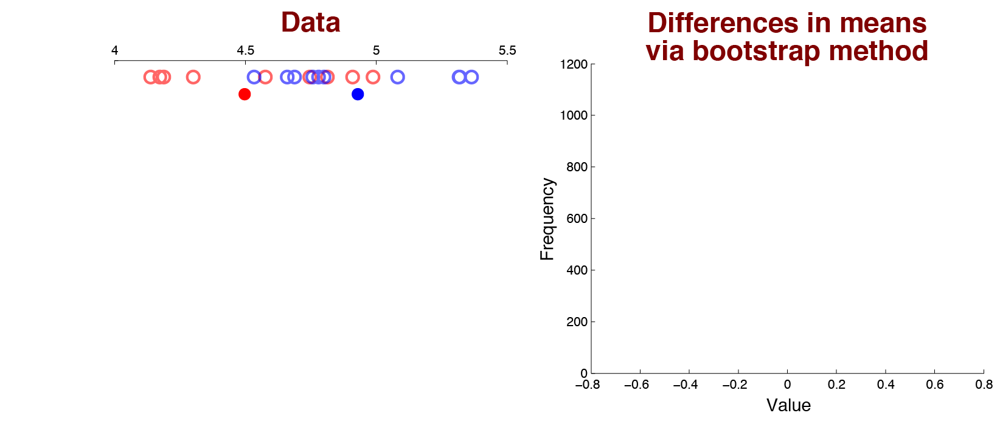 Data
4 4.5 5 5.5
Differences in means
via bootstrap method
1200
1000
800
600
400
200
0
Frequency
−0.8 −0.6 −0.4 −0.2 0 0.2 0.4 0.6 0.8
Value